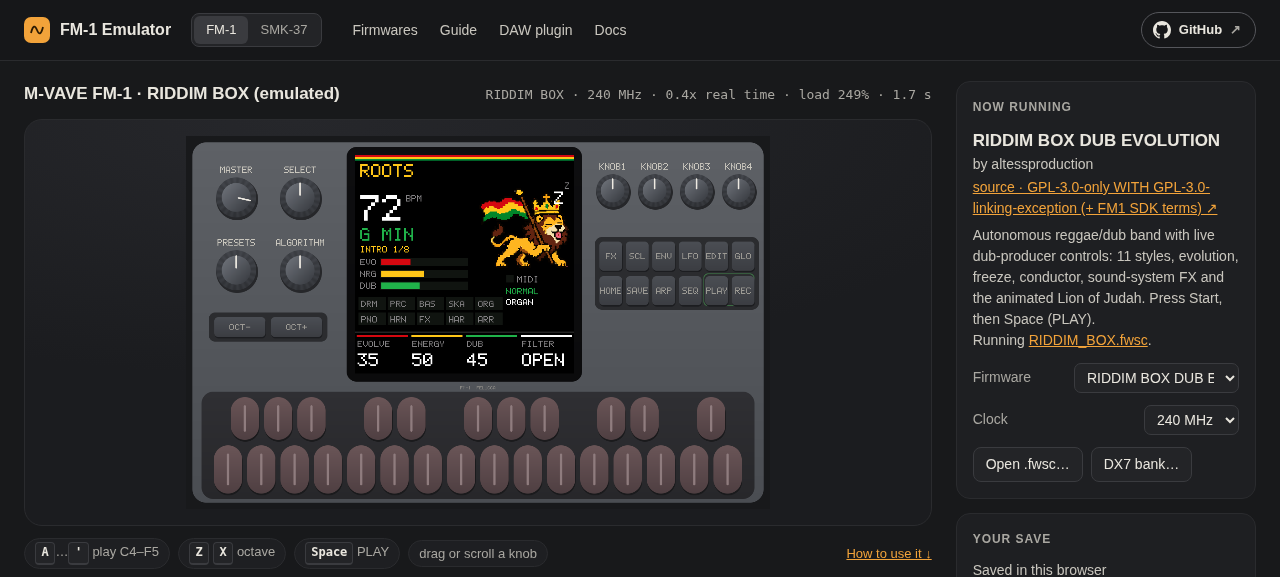 FM-1 Emulator
FM-1
SMK-37
Firmwares
Guide
DAW plugin
Docs
GitHub ↗
M-VAVE FM-1 · RIDDIM BOX (emulated)
RIDDIM BOX · 240 MHz · 0.4x real time · load 249% · 1.7 s
MASTER
SELECT
PRESETS
ALGORITHM
OCT-
OCT+
ROOTS
72 BPM
G MIN
INTRO 1/8
EVO
NRG
DUB
Z
Z
MIDI
NORMAL
ORGAN
DRM PRC BAS SKA ORG
PNO HRN FX HAR ARR
EVOLVE ENERGY DUB FILTER
35 50 45 OPEN
KNOB1 KNOB2 KNOB3 KNOB4
FX SCL ENV LFO EDIT GLO
HOME SAVE ARP SEQ PLAY REC
A … ' play C4–F5
Z X octave
Space PLAY
drag or scroll a knob
How to use it ↓
NOW RUNNING
RIDDIM BOX DUB EVOLUTION
by altessproduction
source · GPL-3.0-only WITH GPL-3.0-
linking-exception (+ FM1 SDK terms) ↗
Autonomous reggae/dub band with live
dub-producer controls: 11 styles, evolution,
freeze, conductor, sound-system FX and
the animated Lion of Judah. Press Start,
then Space (PLAY).
Running RIDDIM_BOX.fwsc.
Firmware
RIDDIM BOX DUB E
Clock
240 MHz
Open .fwsc…
DX7 bank…
YOUR SAVE
Saved in this browser